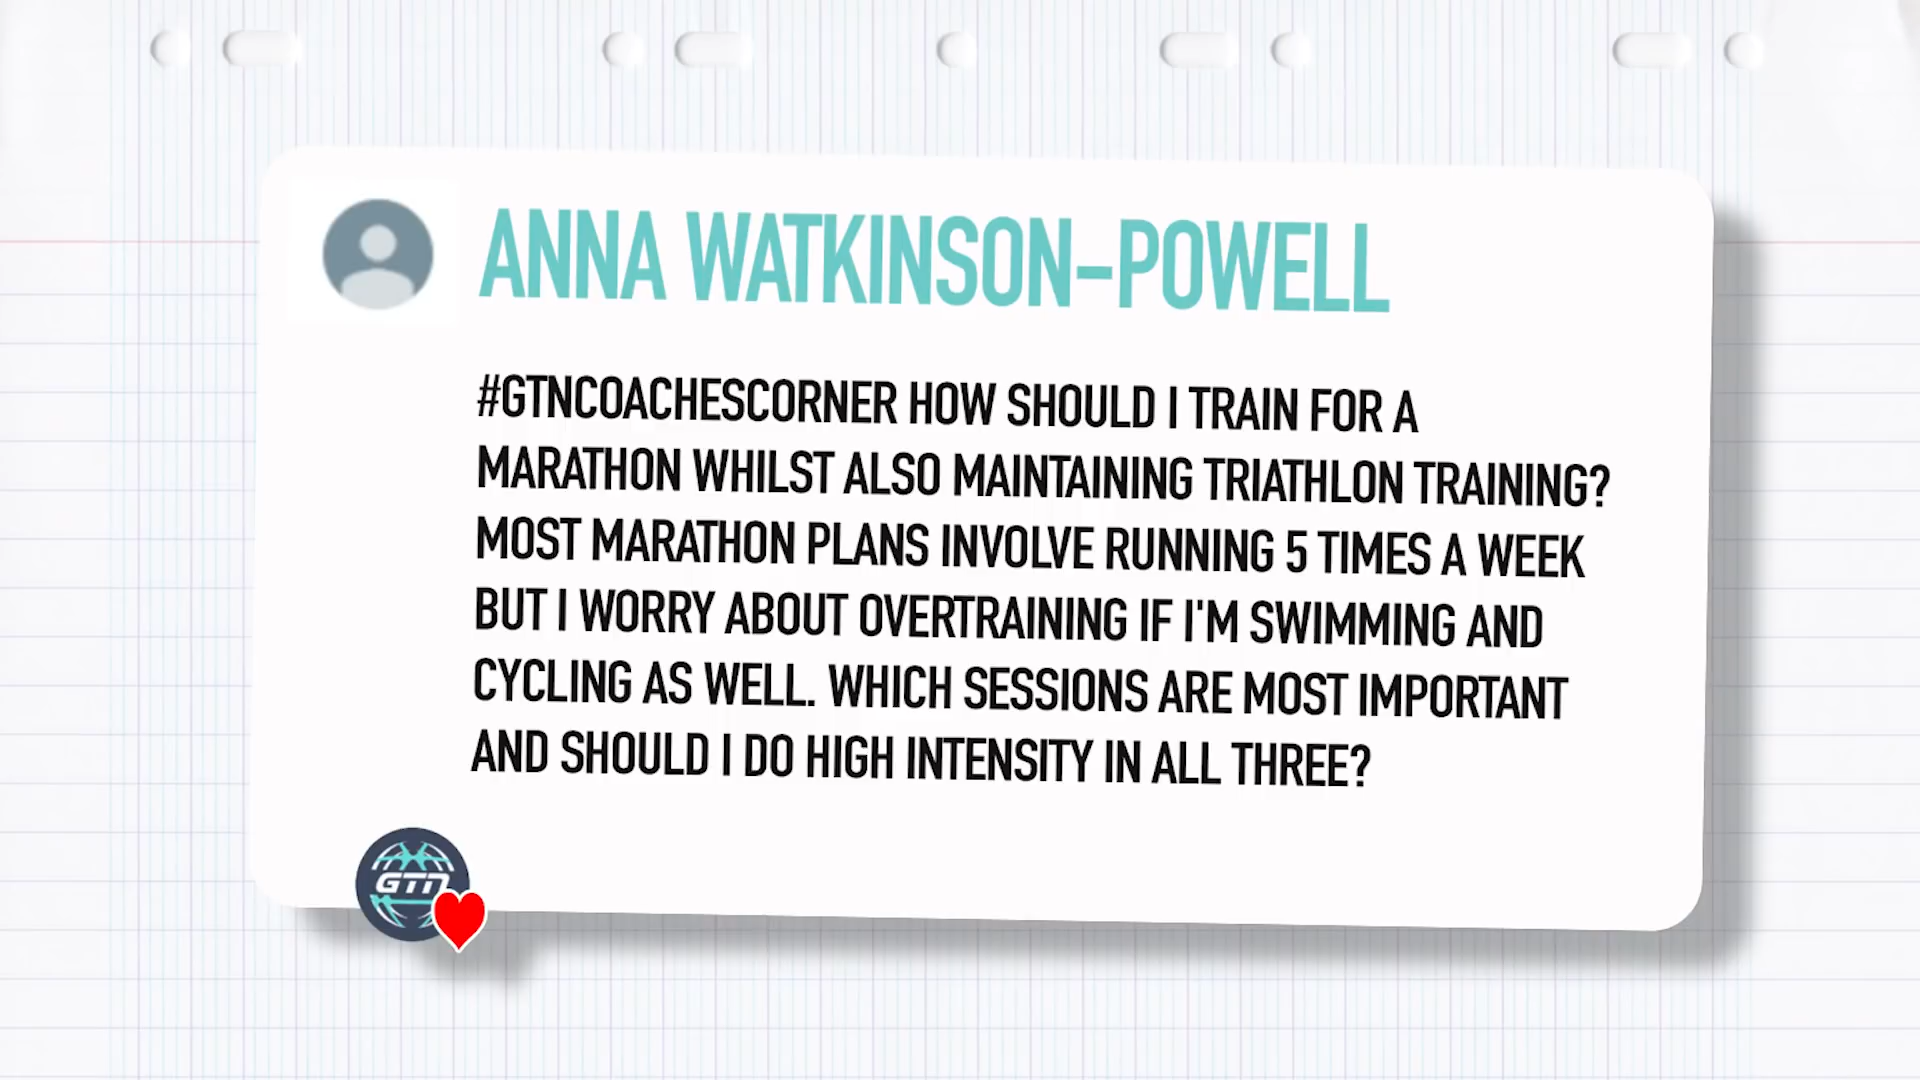 ANNA WATKINSON-POWELL
#GTNCOACHESCORNER HOW SHOULD I TRAIN FOR A
MARATHON WHILST ALSO MAINTAINING TRIATHLON TRAINING?
MOST MARATHON PLANS INVOLVE RUNNING 5 TIMES A WEEK
BUT I WORRY ABOUT OVERTRAINING IF I'M SWIMMING AND
CYCLING AS WELL. WHICH SESSIONS ARE MOST IMPORTANT
AND SHOULD I DO HIGH INTENSITY IN ALL THREE?
GTN